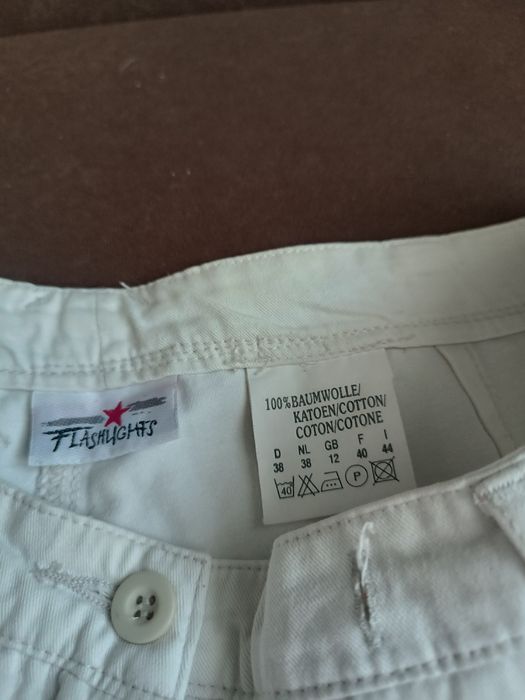 FLASHLIGHTS
100%BAUMWOLLE/
KATOEN/COTTON/
COTON/COTONE
D NL GB F I
38 38 12 40 44
40 P